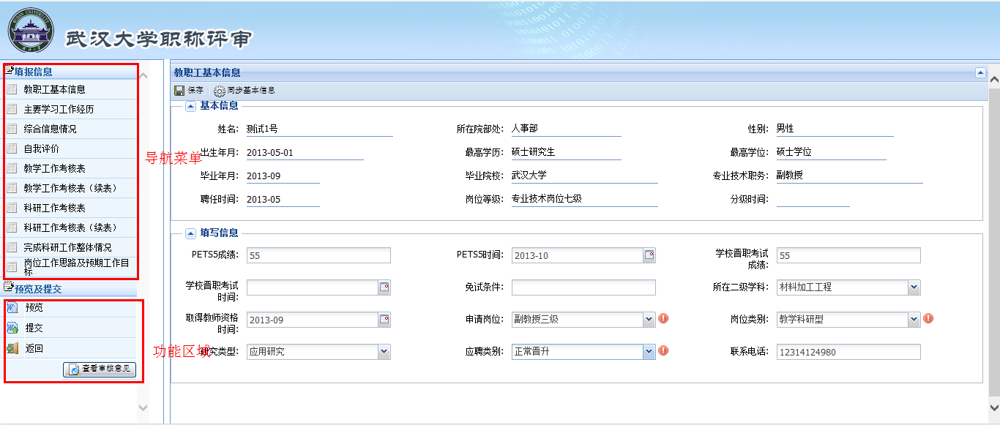 武汉大学职称评审
填报信息
教职工基本信息
主要学习工作经历
综合信息情况
自我评价
教学工作考核表
教学工作考核表（续表）
科研工作考核表
科研工作考核表（续表）
完成科研工作整体情况
岗位工作思路及预期工作目标
预览及提交
预览
提交
返回
查看审核意见
导航菜单
功能区域
教职工基本信息
保存 同步基本信息
基本信息
姓名: 测试1号 所在院部处: 人事部 性别: 男性
出生年月: 2013-05-01 最高学历: 硕士研究生 最高学位: 硕士学位
毕业年月: 2013-09 毕业院校: 武汉大学 专业技术职务: 副教授
聘任时间: 2013-05 岗位等级: 专业技术岗位七级 分级时间:
填写信息
PETS5成绩: 55 PETS5时间: 2013-10 学校晋职考试成绩: 55
学校晋职考试时间: 免试条件: 所在二级学科: 材料加工工程
取得教师资格时间: 2013-09 申请岗位: 副教授三级 岗位类别: 教学科研型
研究类型: 应用研究 应聘类别: 正常晋升 联系电话: 12314124980